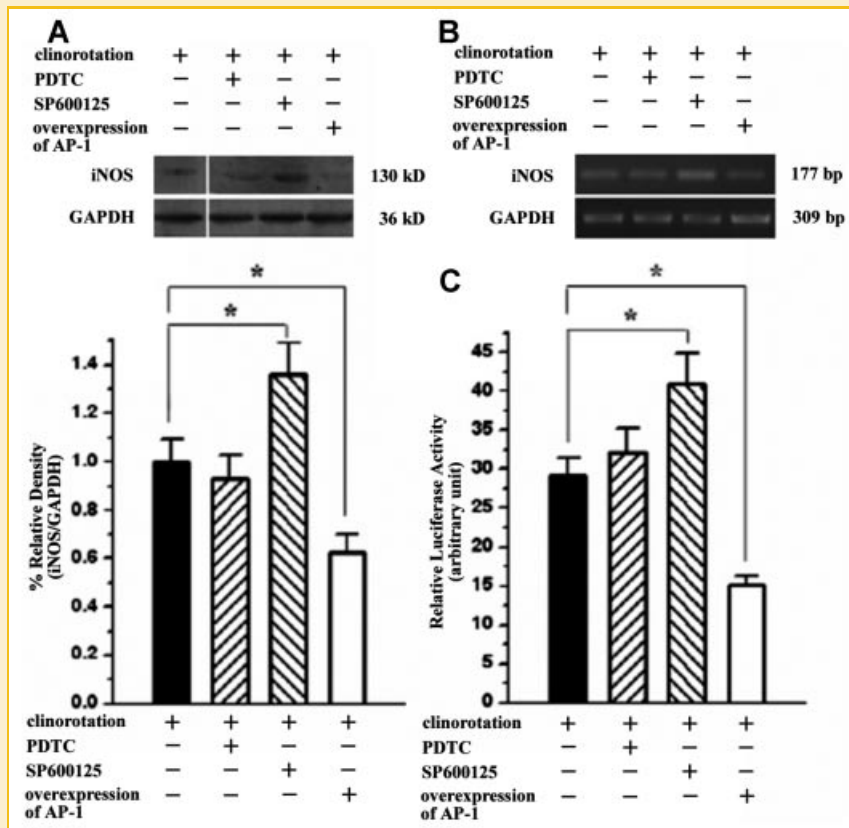 A
clinorotation + + + +
PDTC − + − −
SP600125 − − + −
overexpression of AP-1 − − − +
iNOS 130 kD
GAPDH 36 kD
% Relative Density
(iNOS/GAPDH)
1.4
1.2
1.0
0.8
0.6
0.4
0.2
0.0
* *
clinorotation + + + +
PDTC − + − −
SP600125 − − + −
overexpression − − − +
of AP-1
B
clinorotation + + + +
PDTC − + − −
SP600125 − − + −
overexpression − − − +
of AP-1
iNOS 177 bp
GAPDH 309 bp
C
Relative Luciferase Activity
(arbitrary unit)
45
40
35
30
25
20
15
10
5
0
* *
clinorotation + + + +
PDTC − + − −
SP600125 − − + −
overexpression − − − +
of AP-1